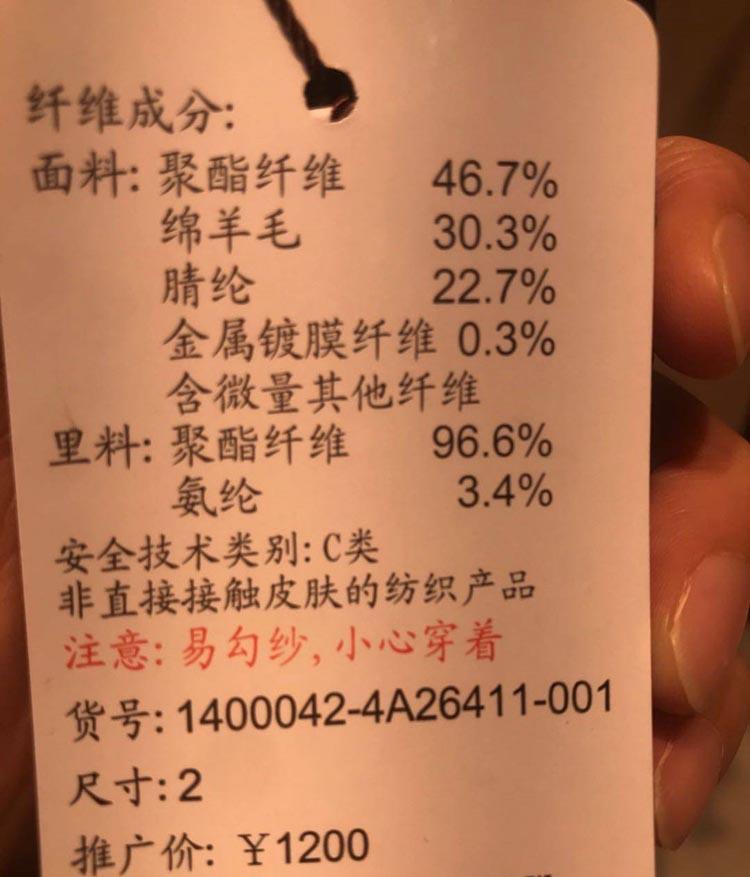 纤维成分:
面料: 聚酯纤维 46.7%
绵羊毛 30.3%
腈纶 22.7%
金属镀膜纤维 0.3%
含微量其他纤维
里料: 聚酯纤维 96.6%
氨纶 3.4%
安全技术类别: C类
非直接接触皮肤的纺织产品
注意: 易勾纱, 小心穿着
货号: 1400042-4A26411-001
尺寸: 2
推广价: ¥1200